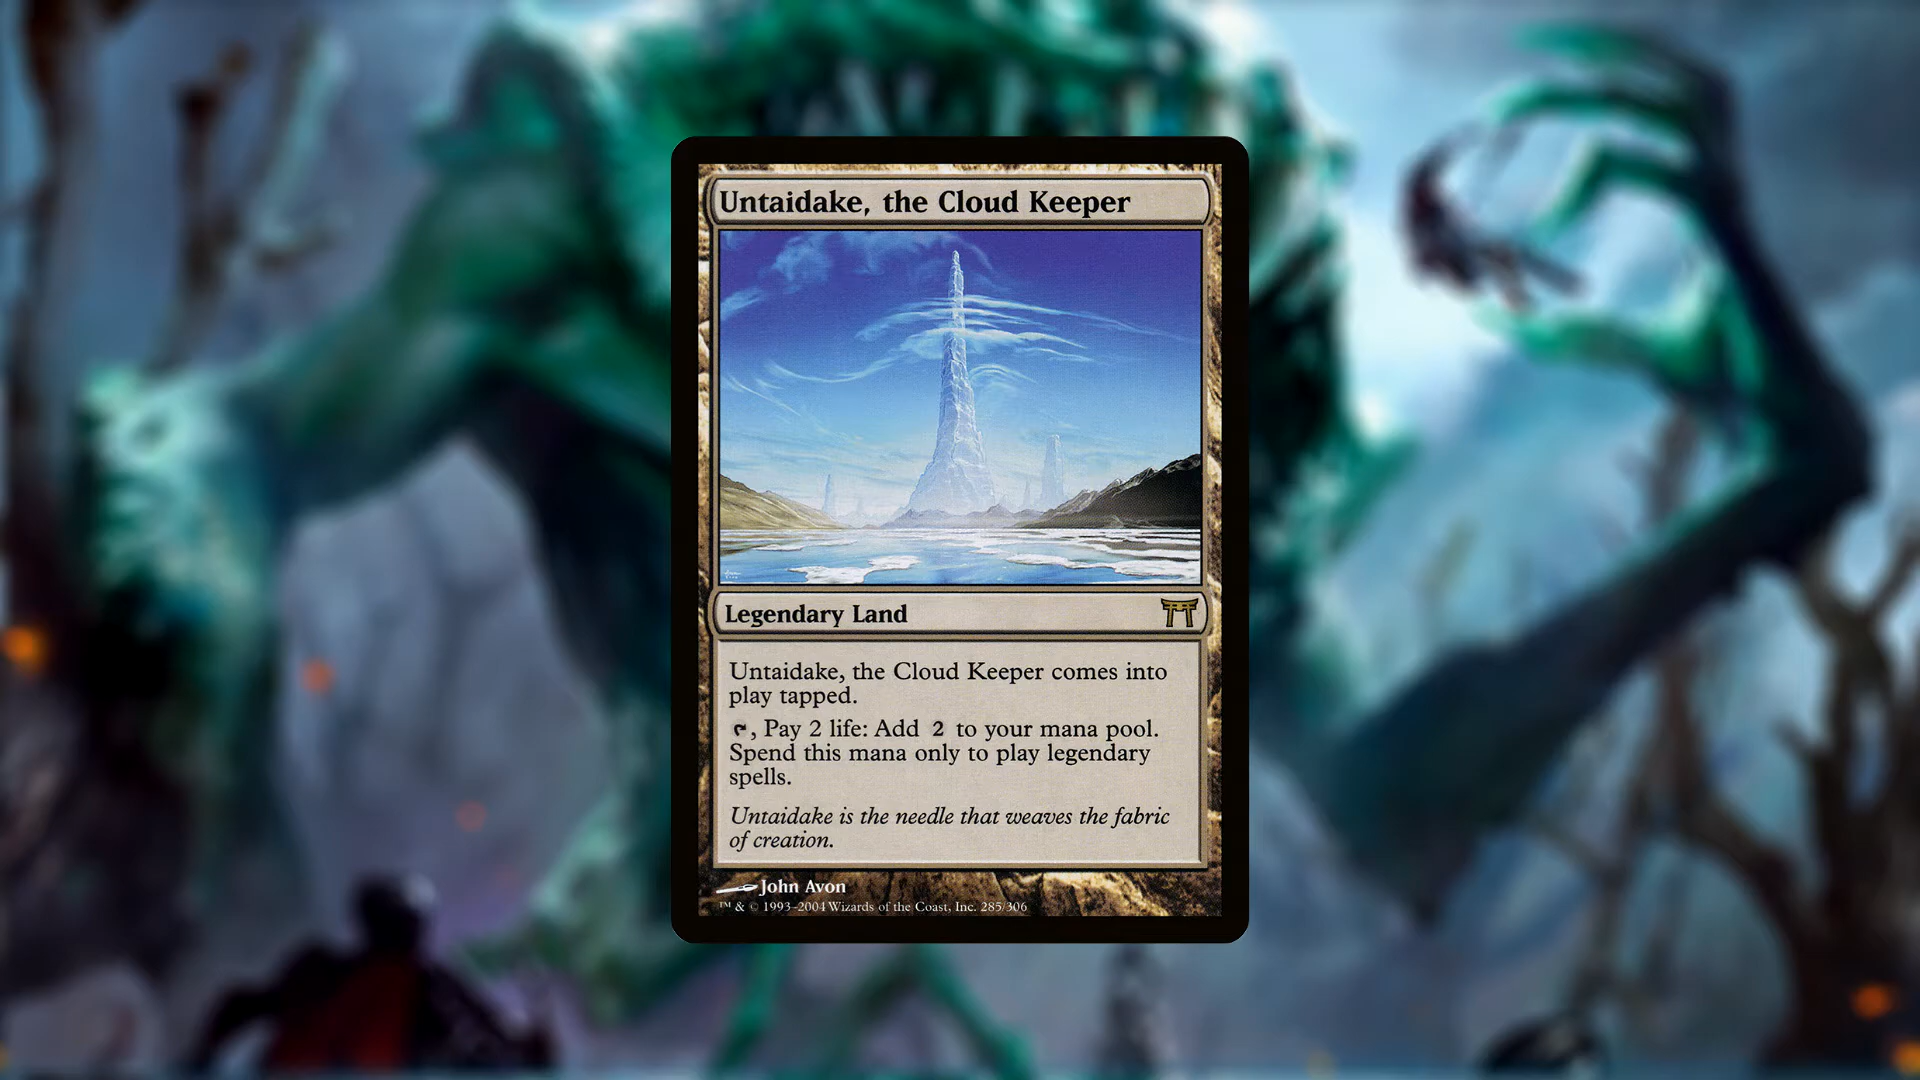 Untaidake, the Cloud Keeper
Legendary Land
Untaidake, the Cloud Keeper comes into
play tapped.
, Pay 2 life: Add 2 to your mana pool.
Spend this mana only to play legendary
spells.
Untaidake is the needle that weaves the fabric
of creation.
John Avon
™ & © 1993–2004 Wizards of the Coast, Inc. 285/306